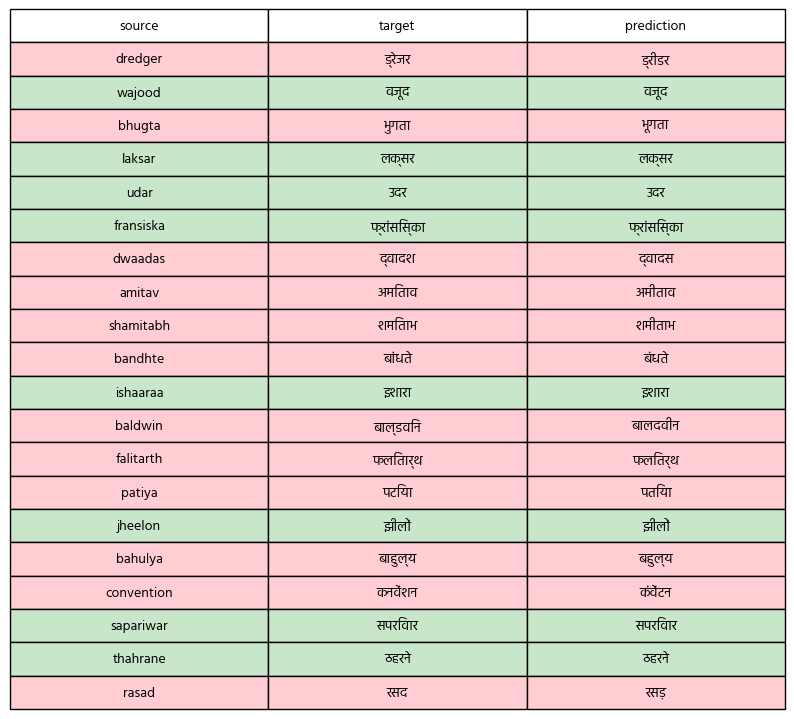 source target prediction
dredger ड्रेजर ड्रीडर
wajood वजूद वजूद
bhugta भुगता भूगता
laksar लक्सर लक्सर
udar उदर उदर
fransiska फ्रांसिस्का फ्रांसिस्का
dwaadas द्वादश द्वादस
amitav अमिताव अमीताव
shamitabh शमिताभ शमीताभ
bandhte बांधते बंधते
ishaaraa इशारा इशारा
baldwin बाल्डविन बालदवीन
falitarth फलितार्थ फलितर्थ
patiya पटिया पतिया
jheelon झीलों झीलों
bahulya बाहुल्य बहुल्य
convention कनवेंशन कंवेंटन
sapariwar सपरिवार सपरिवार
thahrane ठहरने ठहरने
rasad रसद रसड़